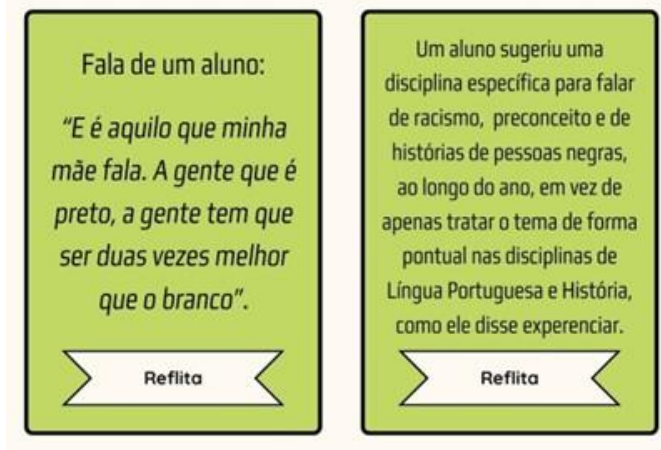 Fala de um aluno:
“E é aquilo que minha
mãe fala. A gente que é
preto, a gente tem que
ser duas vezes melhor
que o branco”.
Reflita
Um aluno sugeriu uma
disciplina específica para falar
de racismo, preconceito e de
histórias de pessoas negras,
ao longo do ano, em vez de
apenas tratar o tema de forma
pontual nas disciplinas de
Língua Portuguesa e História,
como ele disse experenciar.
Reflita